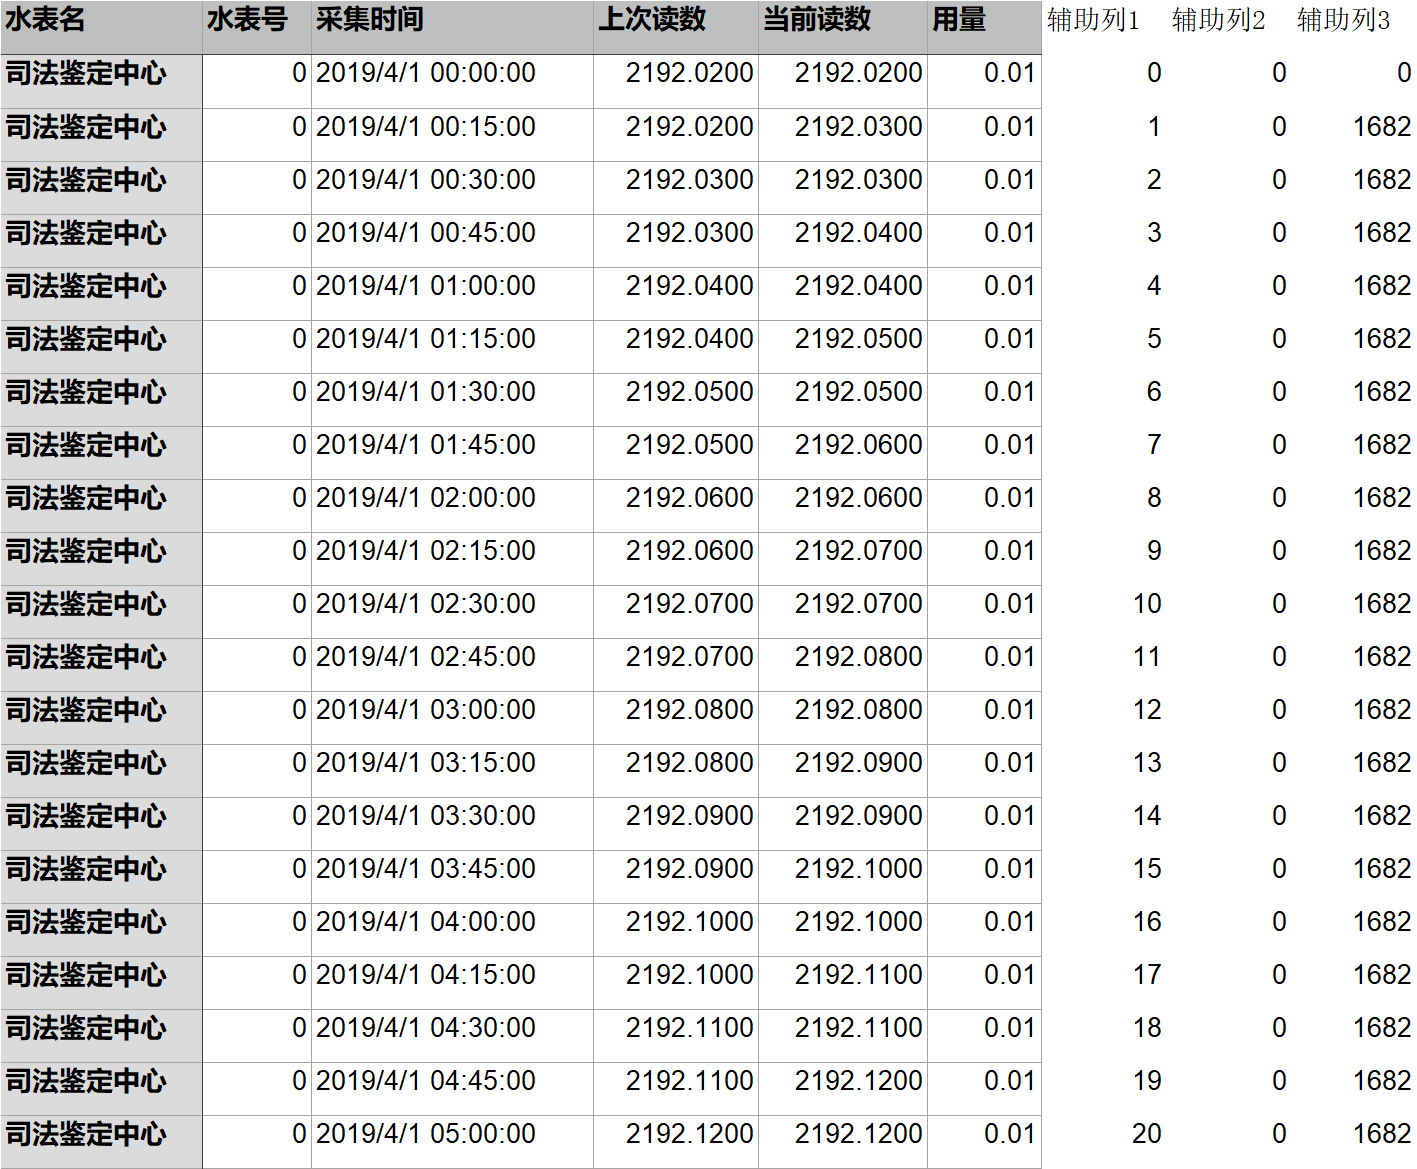 水表名 水表号 采集时间 上次读数 当前读数 用量 辅助列1 辅助列2 辅助列3
司法鉴定中心 0 2019/4/1 00:00:00 2192.0200 2192.0200 0.01 0 0 0
司法鉴定中心 0 2019/4/1 00:15:00 2192.0200 2192.0300 0.01 1 0 1682
司法鉴定中心 0 2019/4/1 00:30:00 2192.0300 2192.0300 0.01 2 0 1682
司法鉴定中心 0 2019/4/1 00:45:00 2192.0300 2192.0400 0.01 3 0 1682
司法鉴定中心 0 2019/4/1 01:00:00 2192.0400 2192.0400 0.01 4 0 1682
司法鉴定中心 0 2019/4/1 01:15:00 2192.0400 2192.0500 0.01 5 0 1682
司法鉴定中心 0 2019/4/1 01:30:00 2192.0500 2192.0500 0.01 6 0 1682
司法鉴定中心 0 2019/4/1 01:45:00 2192.0500 2192.0600 0.01 7 0 1682
司法鉴定中心 0 2019/4/1 02:00:00 2192.0600 2192.0600 0.01 8 0 1682
司法鉴定中心 0 2019/4/1 02:15:00 2192.0600 2192.0700 0.01 9 0 1682
司法鉴定中心 0 2019/4/1 02:30:00 2192.0700 2192.0700 0.01 10 0 1682
司法鉴定中心 0 2019/4/1 02:45:00 2192.0700 2192.0800 0.01 11 0 1682
司法鉴定中心 0 2019/4/1 03:00:00 2192.0800 2192.0800 0.01 12 0 1682
司法鉴定中心 0 2019/4/1 03:15:00 2192.0800 2192.0900 0.01 13 0 1682
司法鉴定中心 0 2019/4/1 03:30:00 2192.0900 2192.0900 0.01 14 0 1682
司法鉴定中心 0 2019/4/1 03:45:00 2192.0900 2192.1000 0.01 15 0 1682
司法鉴定中心 0 2019/4/1 04:00:00 2192.1000 2192.1000 0.01 16 0 1682
司法鉴定中心 0 2019/4/1 04:15:00 2192.1000 2192.1100 0.01 17 0 1682
司法鉴定中心 0 2019/4/1 04:30:00 2192.1100 2192.1100 0.01 18 0 1682
司法鉴定中心 0 2019/4/1 04:45:00 2192.1100 2192.1200 0.01 19 0 1682
司法鉴定中心 0 2019/4/1 05:00:00 2192.1200 2192.1200 0.01 20 0 1682